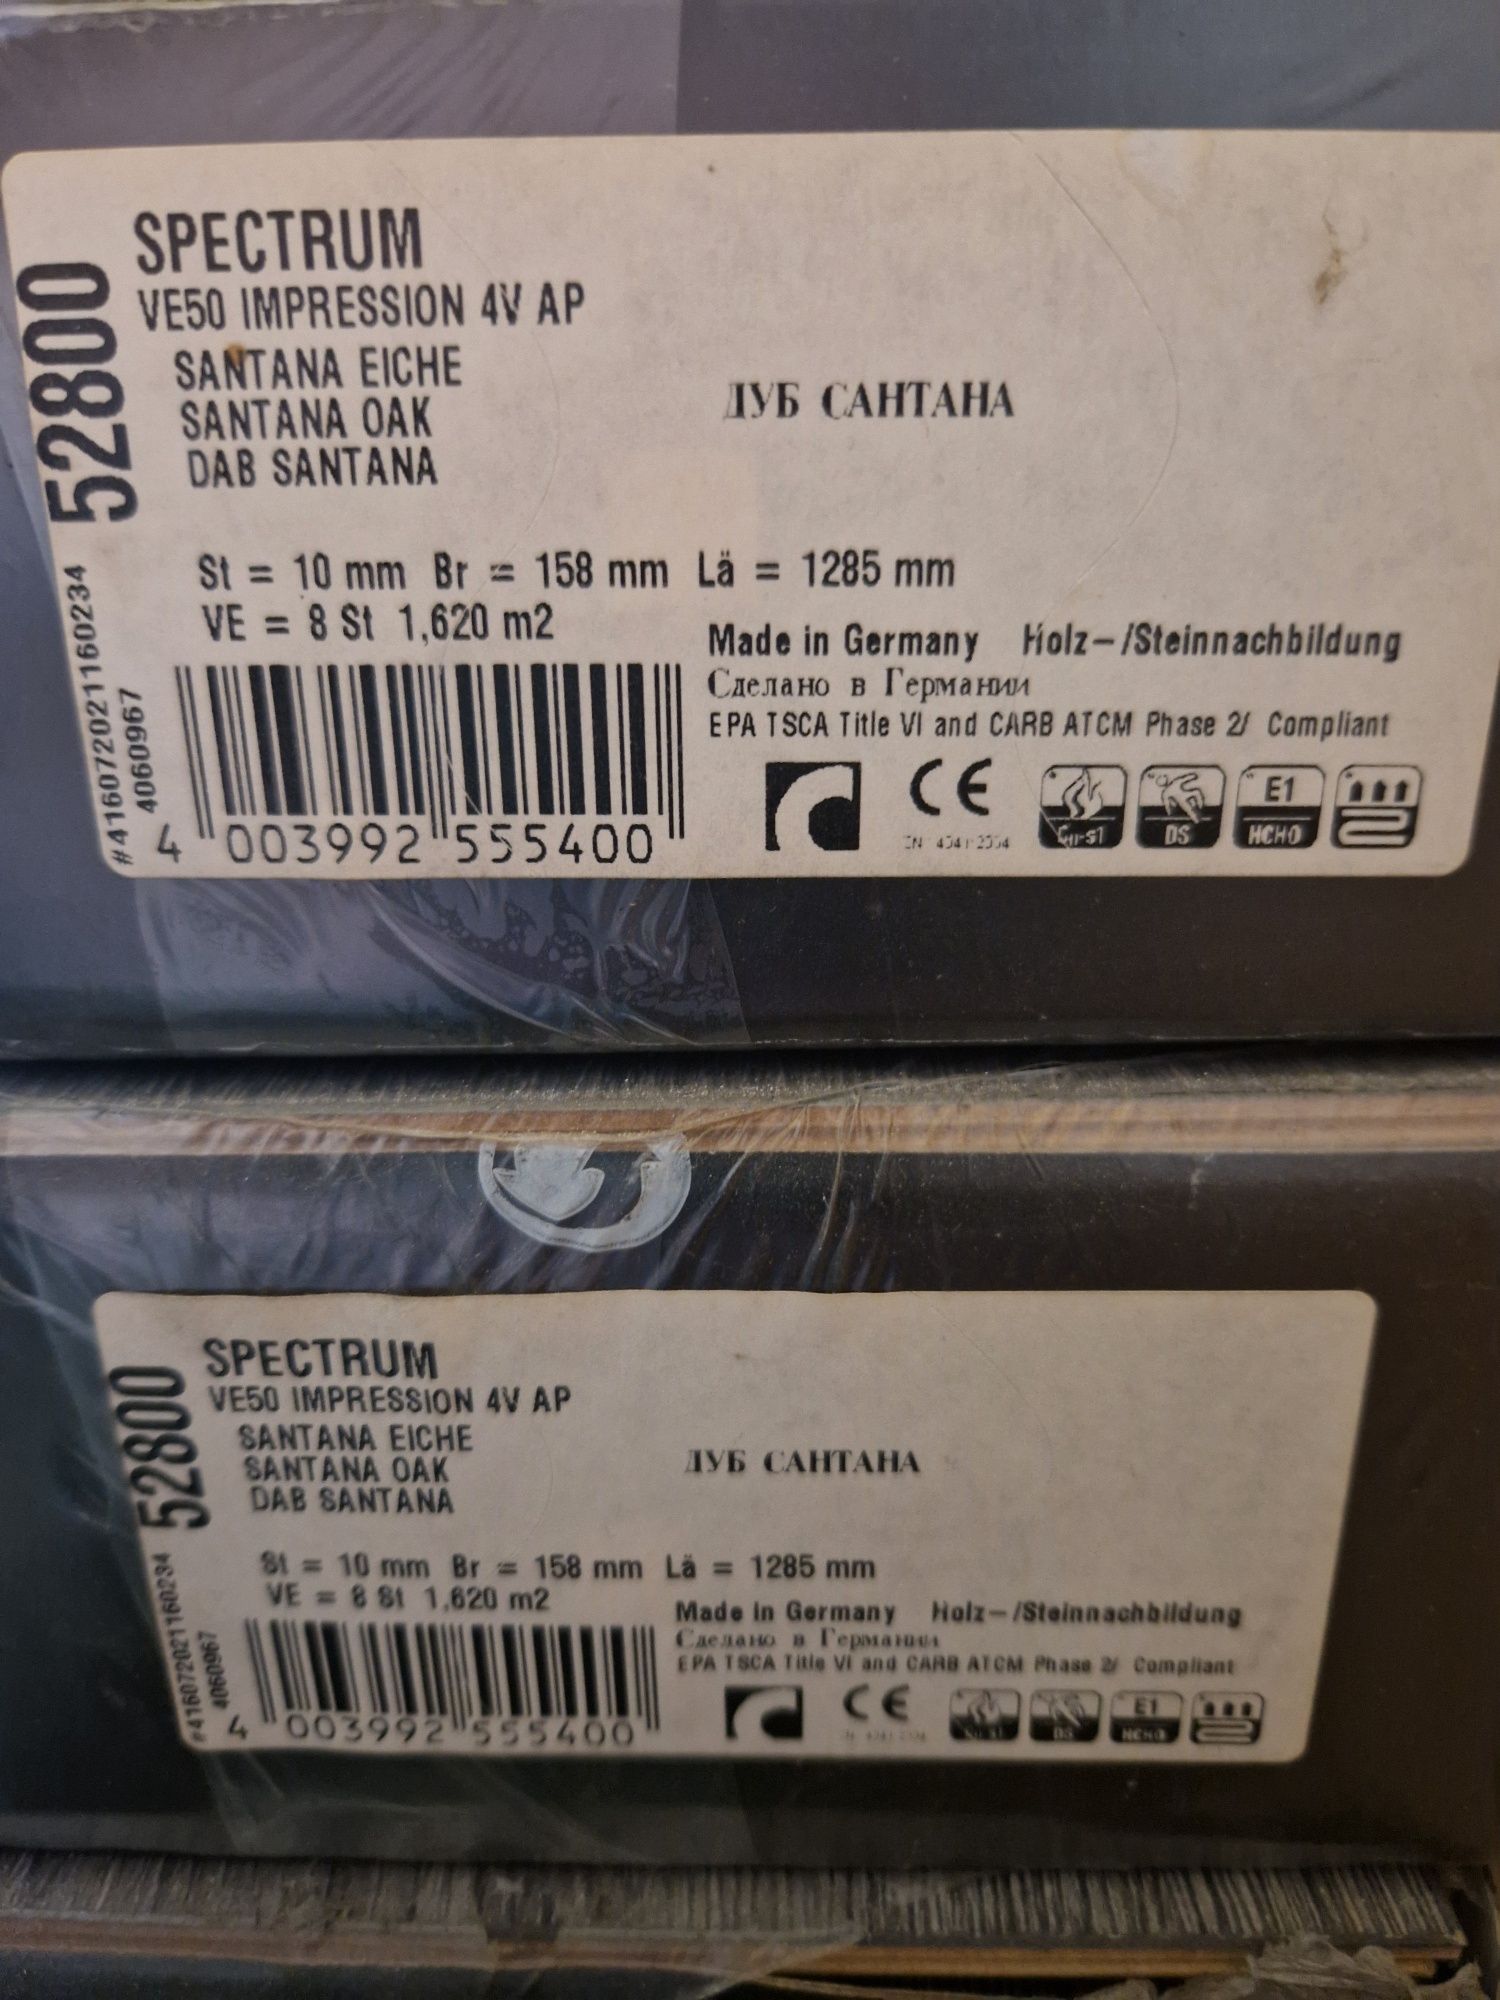 SPECTRUM
VE50 IMPRESSION 4V AP
SANTANA EICHE
SANTANA OAK
DAB SANTANA
ДУБ САНТАНА
52800
St = 10 mm Br = 158 mm Lä = 1285 mm
VE = 8 St 1,620 m2
Made in Germany Holz-/Steinnachbildung
Сделано в Германии
EPA TSCA Title VI and CARB ATCM Phase 2/ Compliant
#4160720211160234
4060967
4 003992 555400
CE
DS
E1
HCHO
SPECTRUM
VE50 IMPRESSION 4V AP
SANTANA EICHE
SANTANA OAK
DAB SANTANA
ДУБ САНТАНА
52800
St = 10 mm Br = 158 mm Lä = 1285 mm
VE = 8 St 1,620 m2
Made in Germany Holz-/Steinnachbildung
Сделано в Германии
EPA TSCA Title VI and CARB ATCM Phase 2/ Compliant
#4160720211160234
4060967
4 003992 555400
CE
DS
E1
HCHO